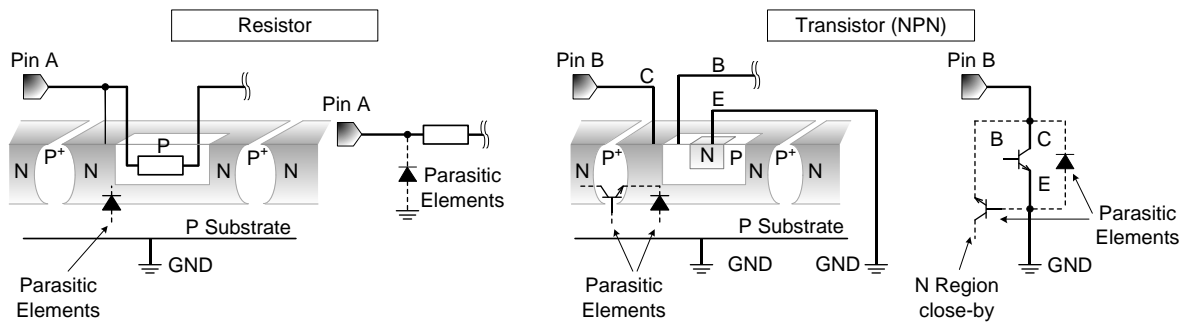 Resistor
Pin A
P
N
P+
N
N
P+
N
P Substrate
GND
Parasitic
Elements
Pin A
Parasitic
Elements
Transistor (NPN)
Pin B
C
B
E
N
P+
N
N
P
N
P+
N
P Substrate
GND
GND
Parasitic
Elements
Pin B
B
C
E
Parasitic
Elements
GND
N Region
close-by